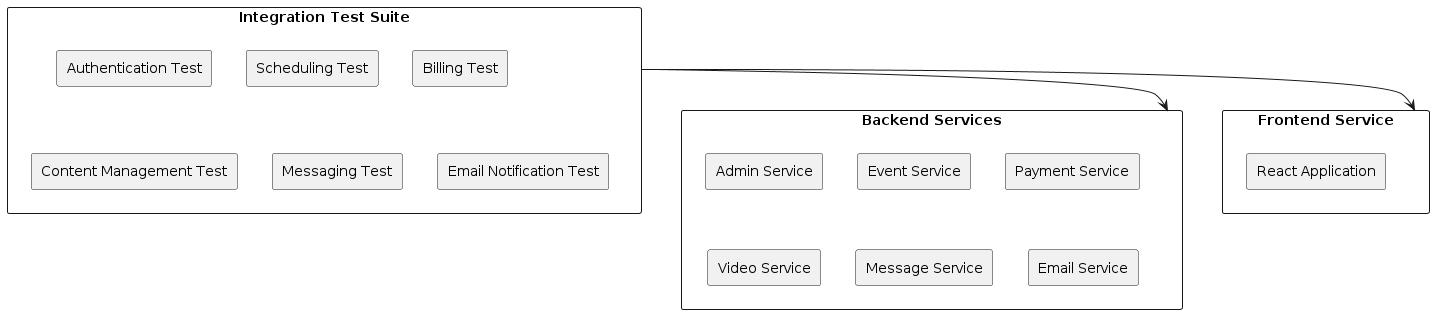 Integration Test Suite
Authentication Test
Scheduling Test
Billing Test
Content Management Test
Messaging Test
Email Notification Test
Backend Services
Admin Service
Event Service
Payment Service
Video Service
Message Service
Email Service
Frontend Service
React Application